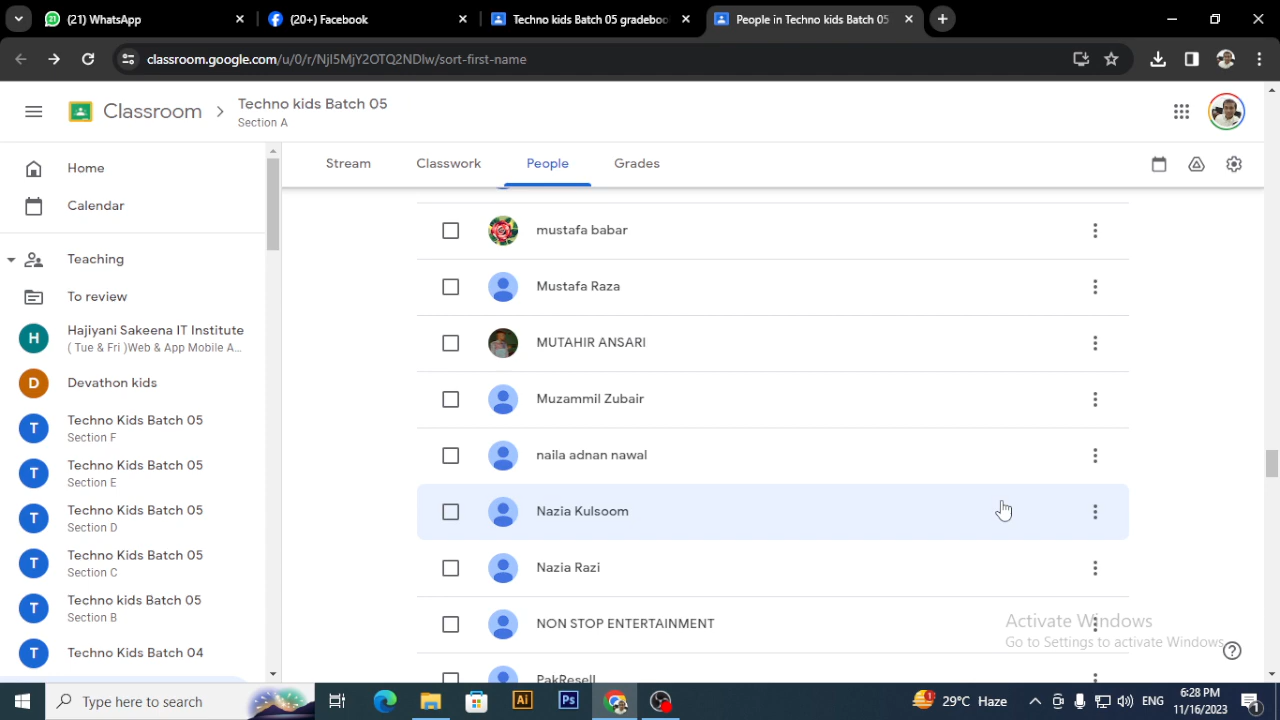 (21) WhatsApp
(20+) Facebook
Techno kids Batch 05 gradeboo
People in Techno kids Batch 05
classroom.google.com/u/0/r/NjI5MjY2OTQ2NDIw/sort-first-name
Classroom
Techno kids Batch 05
Section A
Home
Calendar
Teaching
To review
H
Hajiyani Sakeena IT Institute
( Tue & Fri )Web & App Mobile A...
D
Devathon kids
T
Techno Kids Batch 05
Section F
T
Techno Kids Batch 05
Section E
T
Techno Kids Batch 05
Section D
T
Techno Kids Batch 05
Section C
T
Techno kids Batch 05
Section B
T
Techno Kids Batch 04
Stream
Classwork
People
Grades
mustafa babar
Mustafa Raza
MUTAHIR ANSARI
Muzammil Zubair
naila adnan nawal
Nazia Kulsoom
Nazia Razi
NON STOP ENTERTAINMENT
PakResell
Activate Windows
Go to Settings to activate Windows.
Type here to search
Ai
Ps
1
29°C Haze
ENG
6:28 PM
11/16/2023
1